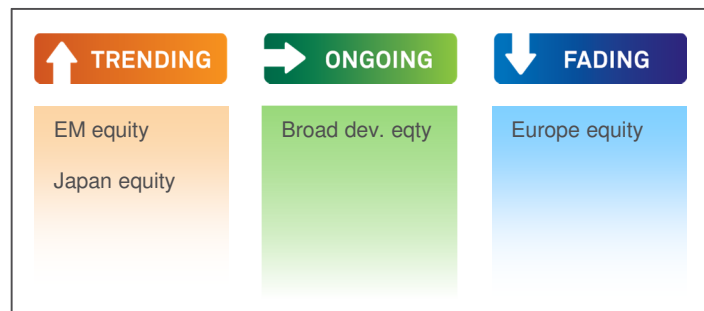 TRENDING
EM equity
Japan equity
ONGOING
Broad dev. eqty
FADING
Europe equity